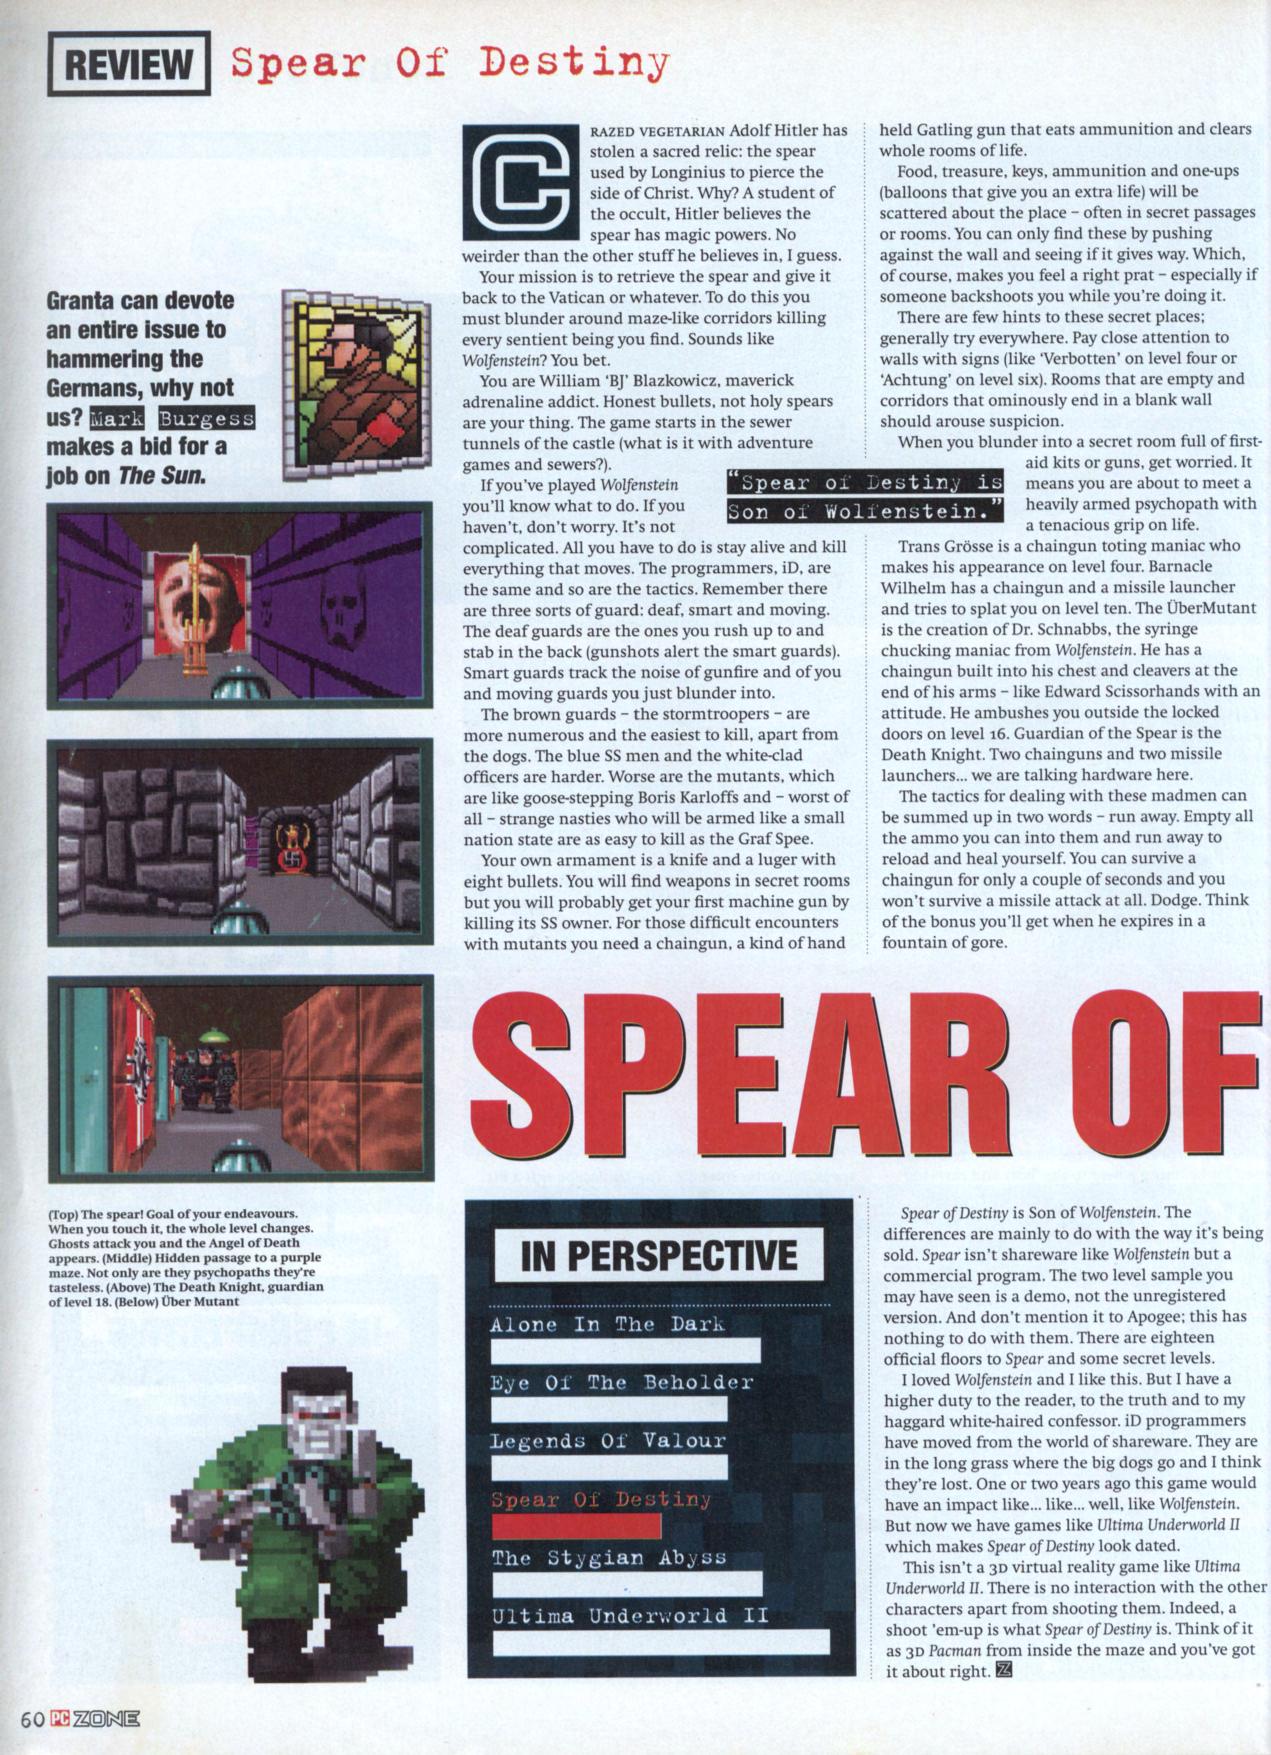 REVIEW Spear Of Destiny
Granta can devote
an entire issue to
hammering the
Germans, why not
us? Mark Burgess
makes a bid for a
job on The Sun.
CRAZED VEGETARIAN Adolf Hitler has
stolen a sacred relic: the spear
used by Longinius to pierce the
side of Christ. Why? A student of
the occult, Hitler believes the
spear has magic powers. No
weirder than the other stuff he believes in, I guess.
Your mission is to retrieve the spear and give it
back to the Vatican or whatever. To do this you
must blunder around maze-like corridors killing
every sentient being you find. Sounds like
Wolfenstein? You bet.
You are William ‘BJ’ Blazkowicz, maverick
adrenaline addict. Honest bullets, not holy spears
are your thing. The game starts in the sewer
tunnels of the castle (what is it with adventure
games and sewers?).
If you've played Wolfenstein
you'll know what to do. If you
haven't, don't worry. It's not
complicated. All you have to do is stay alive and kill
everything that moves. The programmers, iD, are
the same and so are the tactics. Remember there
are three sorts of guard: deaf, smart and moving.
The deaf guards are the ones you rush up to and
stab in the back (gunshots alert the smart guards).
Smart guards track the noise of gunfire and of you
and moving guards you just blunder into.
The brown guards – the stormtroopers – are
more numerous and the easiest to kill, apart from
the dogs. The blue SS men and the white-clad
officers are harder. Worse are the mutants, which
are like goose-stepping Boris Karloffs and – worst of
all – strange nasties who will be armed like a small
nation state are as easy to kill as the Graf Spee.
Your own armament is a knife and a luger with
eight bullets. You will find weapons in secret rooms
but you will probably get your first machine gun by
killing its SS owner. For those difficult encounters
with mutants you need a chaingun, a kind of hand
held Gatling gun that eats ammunition and clears
whole rooms of life.
Food, treasure, keys, ammunition and one-ups
(balloons that give you an extra life) will be
scattered about the place – often in secret passages
or rooms. You can only find these by pushing
against the wall and seeing if it gives way. Which,
of course, makes you feel a right prat – especially if
someone backshoots you while you're doing it.
There are few hints to these secret places;
generally try everywhere. Pay close attention to
walls with signs (like ‘Verbotten’ on level four or
‘Achtung’ on level six). Rooms that are empty and
corridors that ominously end in a blank wall
should arouse suspicion.
When you blunder into a secret room full of first-
aid kits or guns, get worried. It
means you are about to meet a
heavily armed psychopath with
a tenacious grip on life.
“Spear of Destiny is
Son of Wolfenstein.”
Trans Grösse is a chaingun toting maniac who
makes his appearance on level four. Barnacle
Wilhelm has a chaingun and a missile launcher
and tries to splat you on level ten. The ÜberMutant
is the creation of Dr. Schnabbs, the syringe
chucking maniac from Wolfenstein. He has a
chaingun built into his chest and cleavers at the
end of his arms – like Edward Scissorhands with an
attitude. He ambushes you outside the locked
doors on level 16. Guardian of the Spear is the
Death Knight. Two chainguns and two missile
launchers... we are talking hardware here.
The tactics for dealing with these madmen can
be summed up in two words – run away. Empty all
the ammo you can into them and run away to
reload and heal yourself. You can survive a
chaingun for only a couple of seconds and you
won't survive a missile attack at all. Dodge. Think
of the bonus you'll get when he expires in a
fountain of gore.
SPEAR OF
(Top) The spear! Goal of your endeavours.
When you touch it, the whole level changes.
Ghosts attack you and the Angel of Death
appears. (Middle) Hidden passage to a purple
maze. Not only are they psychopaths they're
tasteless. (Above) The Death Knight, guardian
of level 18. (Below) Über Mutant
IN PERSPECTIVE
Alone In The Dark
Eye Of The Beholder
Legends Of Valour
Spear Of Destiny
The Stygian Abyss
Ultima Underworld II
Spear of Destiny is Son of Wolfenstein. The
differences are mainly to do with the way it's being
sold. Spear isn't shareware like Wolfenstein but a
commercial program. The two level sample you
may have seen is a demo, not the unregistered
version. And don't mention it to Apogee; this has
nothing to do with them. There are eighteen
official floors to Spear and some secret levels.
I loved Wolfenstein and I like this. But I have a
higher duty to the reader, to the truth and to my
haggard white-haired confessor. iD programmers
have moved from the world of shareware. They are
in the long grass where the big dogs go and I think
they're lost. One or two years ago this game would
have an impact like... like... well, like Wolfenstein.
But now we have games like Ultima Underworld II
which makes Spear of Destiny look dated.
This isn't a 3D virtual reality game like Ultima
Underworld II. There is no interaction with the other
characters apart from shooting them. Indeed, a
shoot 'em-up is what Spear of Destiny is. Think of it
as 3D Pacman from inside the maze and you've got
it about right. Z
60 PC ZONE